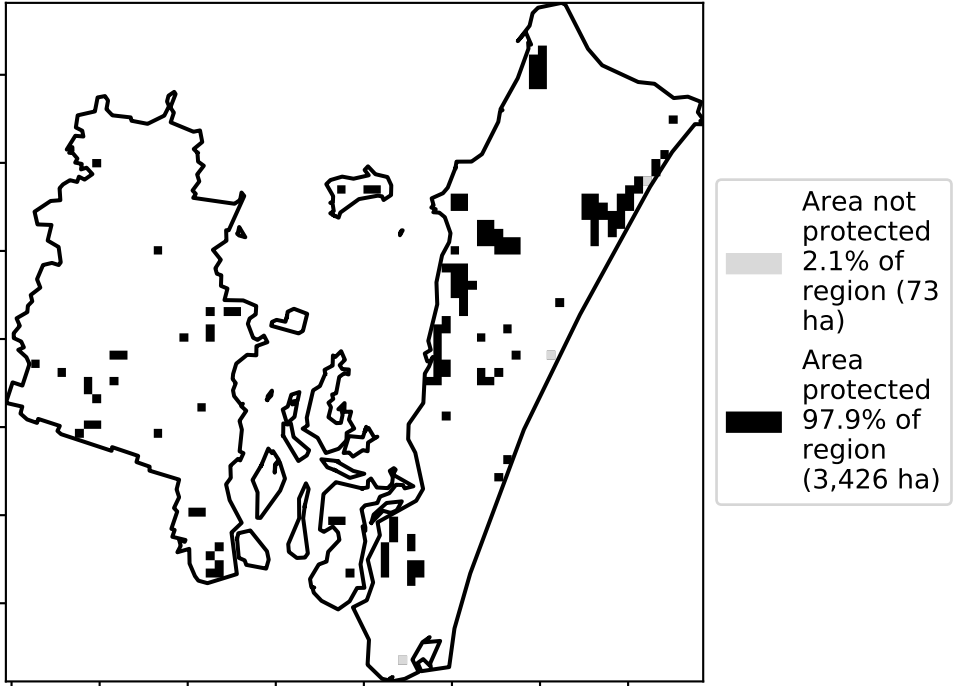 Area not
protected
2.1% of
region (73
ha)
Area
protected
97.9% of
region
(3,426 ha)